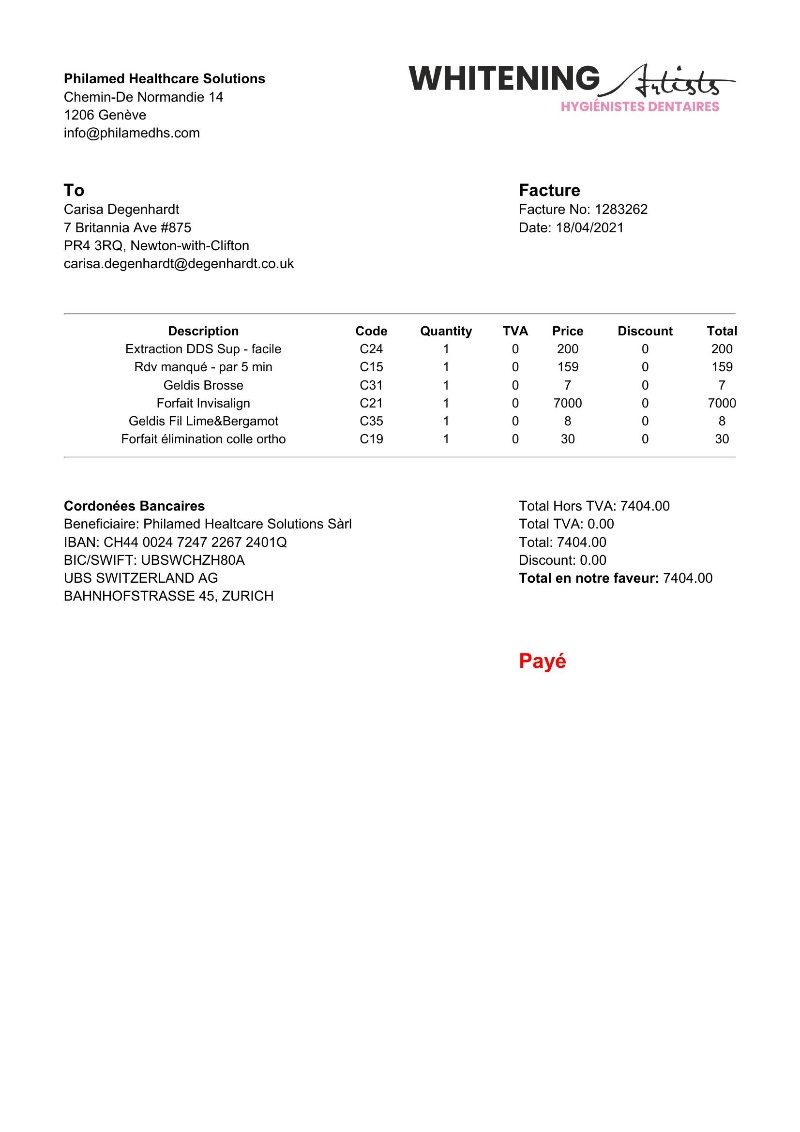 Philamed Healthcare Solutions
Chemin-De Normandie 14
1206 Genève
info@philamedhs.com
WHITENING Artists
HYGIÉNISTES DENTAIRES
To
Carisa Degenhardt
7 Britannia Ave #875
PR4 3RQ, Newton-with-Clifton
carisa.degenhardt@degenhardt.co.uk
Facture
Facture No: 1283262
Date: 18/04/2021
Description Code Quantity TVA Price Discount Total
Extraction DDS Sup - facile C24 1 0 200 0 200
Rdv manqué - par 5 min C15 1 0 159 0 159
Geldis Brosse C31 1 0 7 0 7
Forfait Invisalign C21 1 0 7000 0 7000
Geldis Fil Lime&Bergamot C35 1 0 8 0 8
Forfait élimination colle ortho C19 1 0 30 0 30
Cordonées Bancaires
Beneficiaire: Philamed Healtcare Solutions Sàrl
IBAN: CH44 0024 7247 2267 2401Q
BIC/SWIFT: UBSWCHZH80A
UBS SWITZERLAND AG
BAHNHOFSTRASSE 45, ZURICH
Total Hors TVA: 7404.00
Total TVA: 0.00
Total: 7404.00
Discount: 0.00
Total en notre faveur: 7404.00
Payé